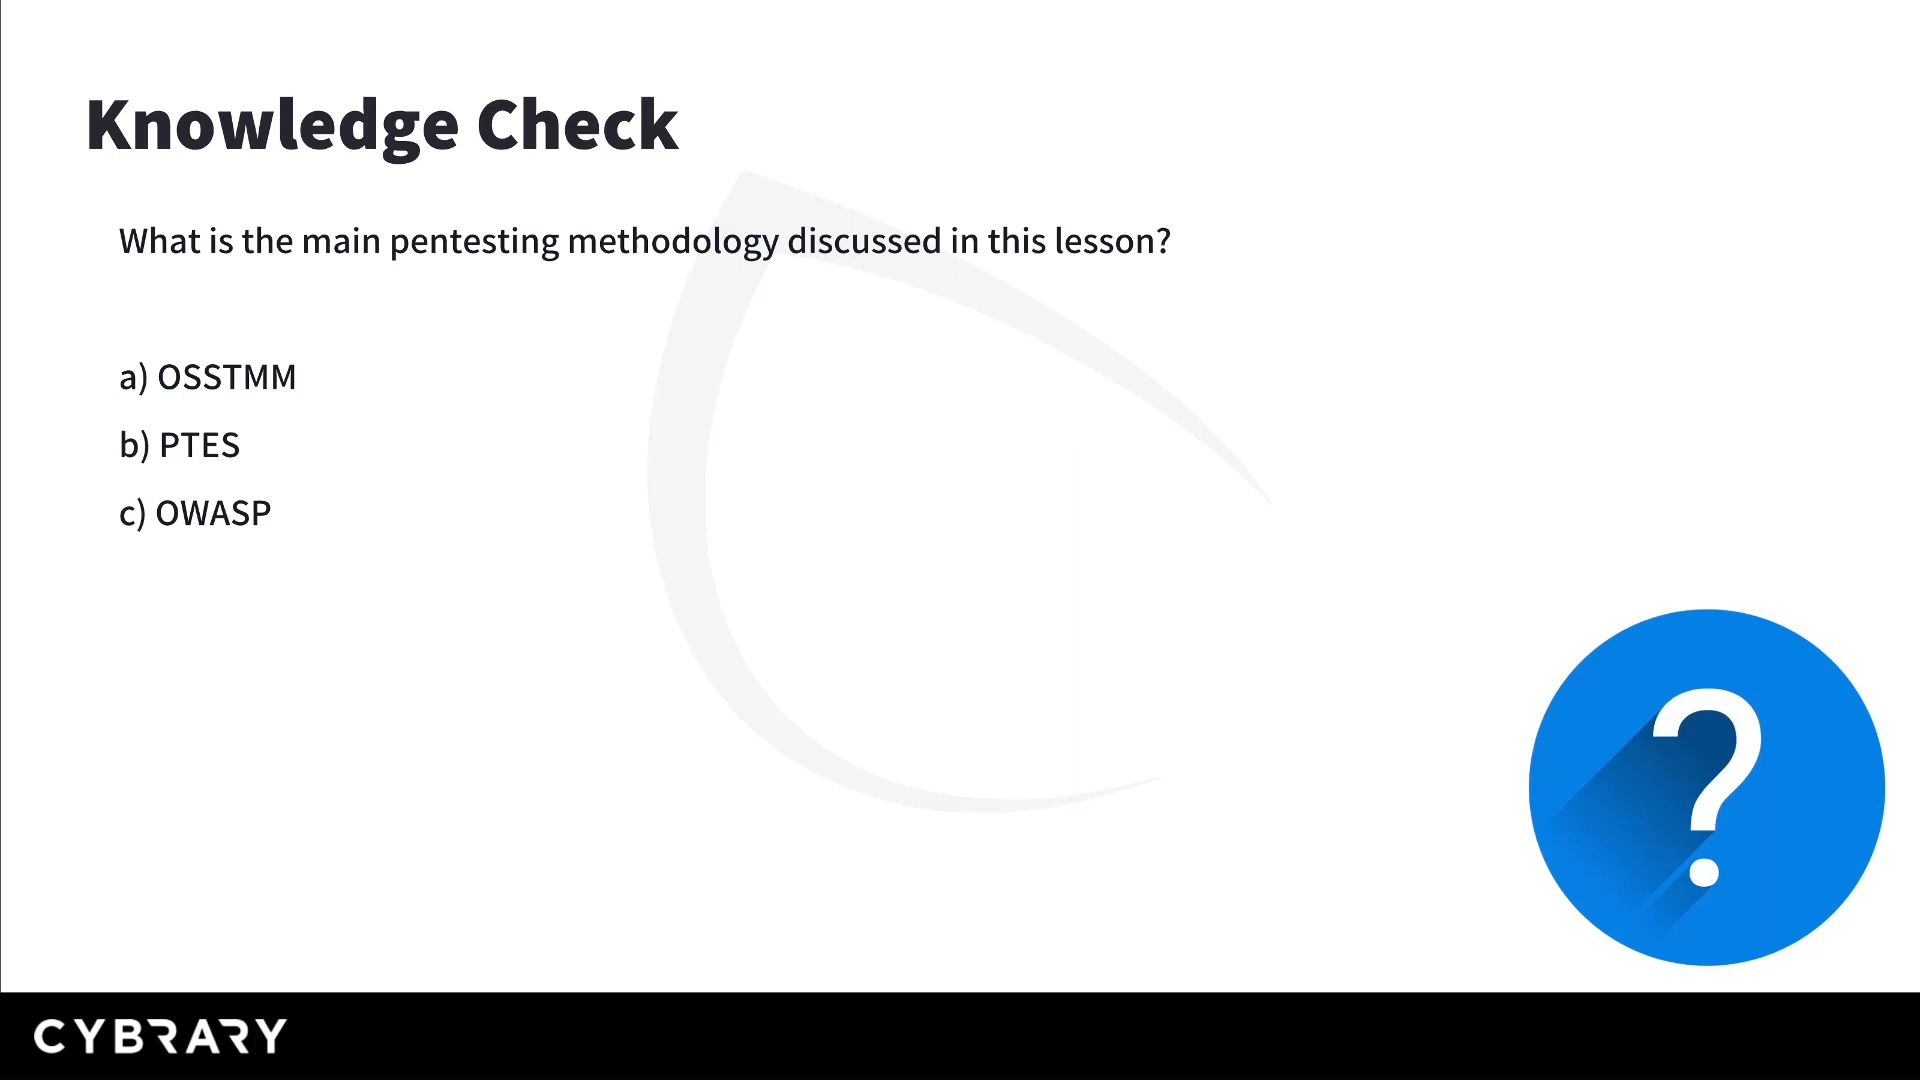 Knowledge Check
What is the main pentesting methodology discussed in this lesson?
a) OSSTMM
b) PTES
c) OWASP
?
CYBRARY